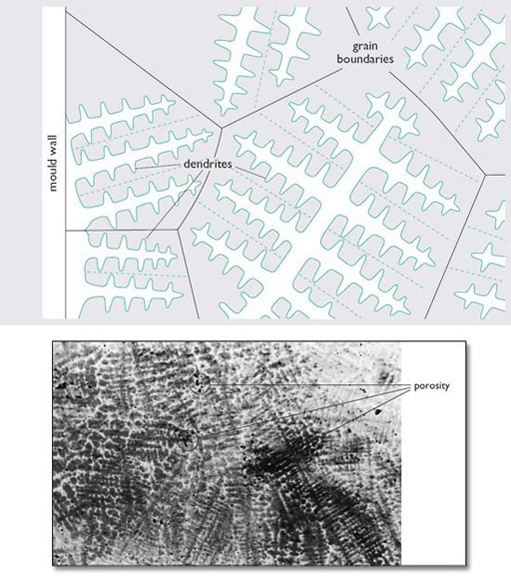 grain
boundaries
mould wall
dendrites
porosity